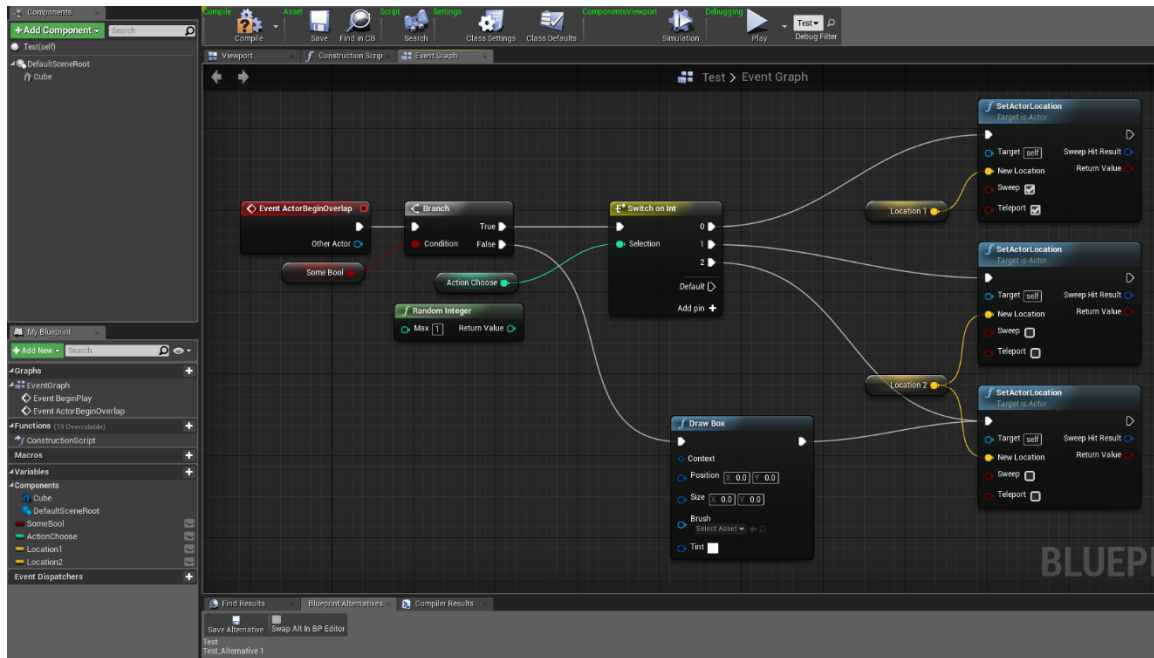 Components
Compile
Asset
Script
Settings
ComponentsViewport
Debugging
+Add Component
Search
Test(self)
DefaultSceneRoot
Cube
Compile
Save
Find in CB
Search
Class Settings
Class Defaults
Simulation
Play
Test
Debug Filter
Viewport
Construction Scrip
Event Graph
Test > Event Graph
SetActorLocation
Target is Actor
Target self
Sweep Hit Result
New Location
Return Value
Sweep
Teleport
Event ActorBeginOverlap
Other Actor
Branch
True
Condition
False
Switch on Int
0
Selection
1
2
Default
Add pin +
Location 1
Some Bool
Action Choose
Random Integer
Max 1
Return Value
SetActorLocation
Target is Actor
Target self
Sweep Hit Result
New Location
Return Value
Sweep
Teleport
Location 2
SetActorLocation
Target is Actor
Target self
Sweep Hit Result
New Location
Return Value
Sweep
Teleport
Draw Box
Context
Position X 0.0 Y 0.0
Size X 0.0 Y 0.0
Brush
Select Asset
Tint
BLUEP
My Blueprint
+Add New
Search
Graphs
EventGraph
Event BeginPlay
Event ActorBeginOverlap
Functions (19 Overridable)
ConstructionScript
Macros
Variables
Components
Cube
DefaultSceneRoot
SomeBool
ActionChoose
Location1
Location2
Event Dispatchers
Find Results
Blueprint Alternatives
Compiler Results
Save Alternative
Swap Alt In BP Editor
Test
Test_Alternative 1